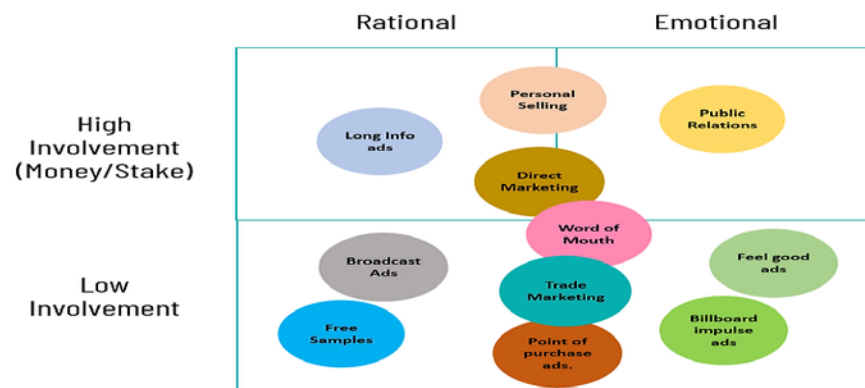 Rational
Emotional
High
Involvement
(Money/Stake)
Long Info
ads
Personal
Selling
Public
Relations
Direct
Marketing
Word of
Mouth
Low
Involvement
Broadcast
Ads
Trade
Marketing
Feel good
ads
Free
Samples
Point of
purchase
ads.
Billboard
impulse
ads